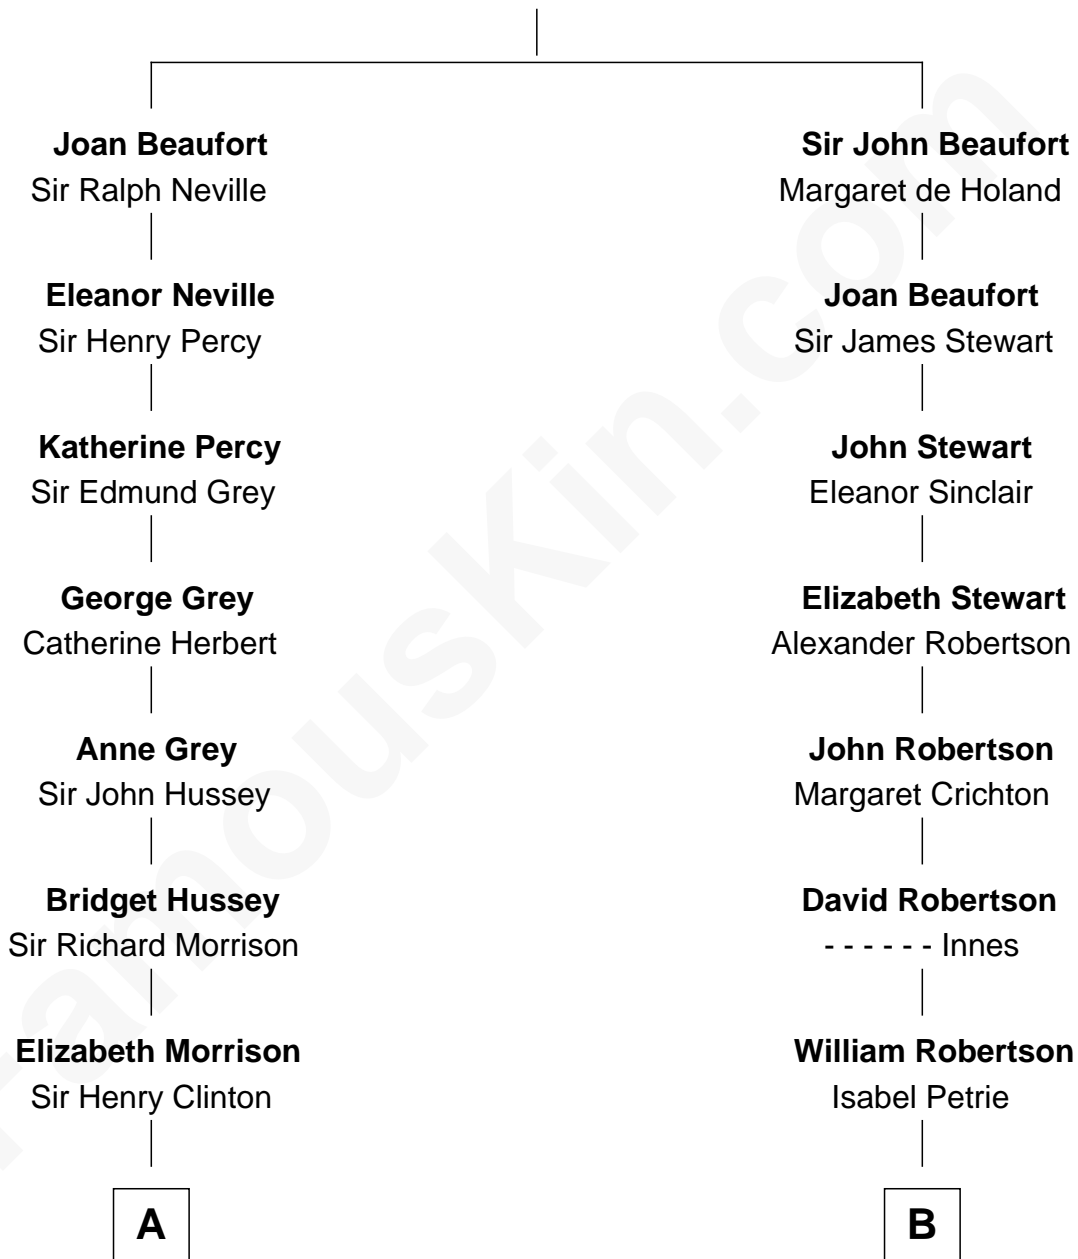 Joan Beaufort
Sir Ralph Neville
Eleanor Neville
Sir Henry Percy
Katherine Percy
Sir Edmund Grey
George Grey
Catherine Herbert
Anne Grey
Sir John Hussey
Bridget Hussey
Sir Richard Morrison
Elizabeth Morrison
Sir Henry Clinton
A
Sir John Beaufort
Margaret de Holand
Joan Beaufort
Sir James Stewart
John Stewart
Eleanor Sinclair
Elizabeth Stewart
Alexander Robertson
John Robertson
Margaret Crichton
David Robertson
- - - - - - Innes
William Robertson
Isabel Petrie
B
FamousKin.com